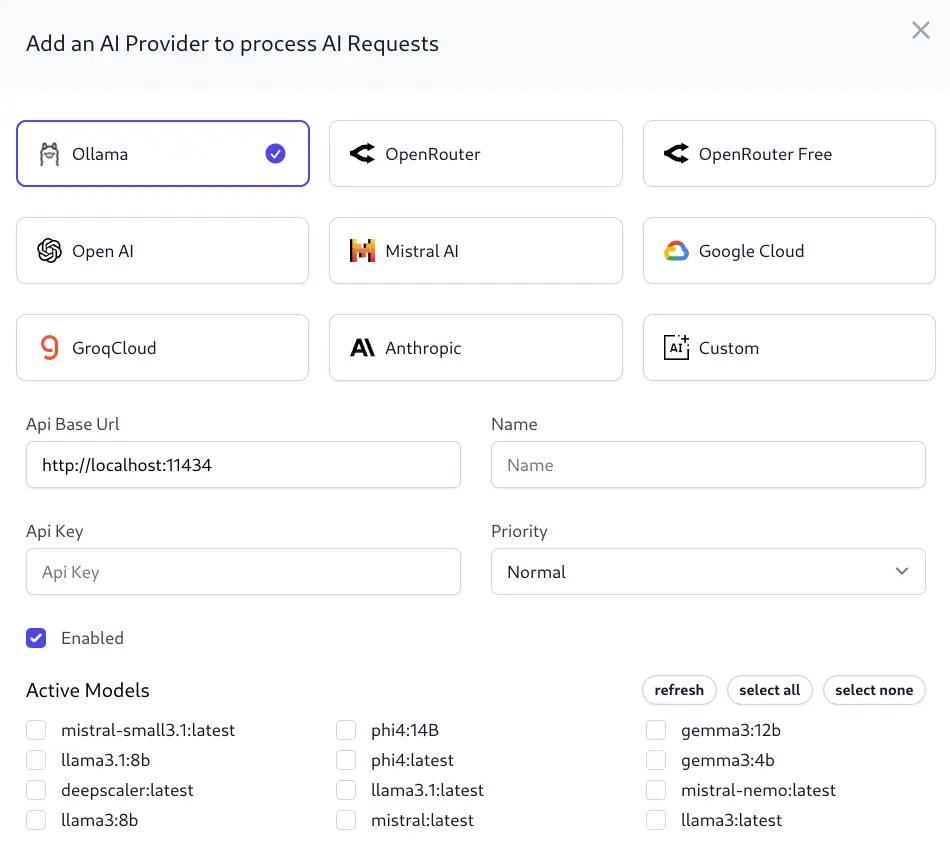 Add an AI Provider to process AI Requests
Ollama
OpenRouter
OpenRouter Free
Open AI
Mistral AI
Google Cloud
GroqCloud
Anthropic
AI Custom
Api Base Url
Name
http://localhost:11434
Name
Api Key
Priority
Api Key
Normal
Enabled
Active Models
refresh
select all
select none
mistral-small3.1:latest
phi4:14B
gemma3:12b
llama3.1:8b
phi4:latest
gemma3:4b
deepscaler:latest
llama3.1:latest
mistral-nemo:latest
llama3:8b
mistral:latest
llama3:latest